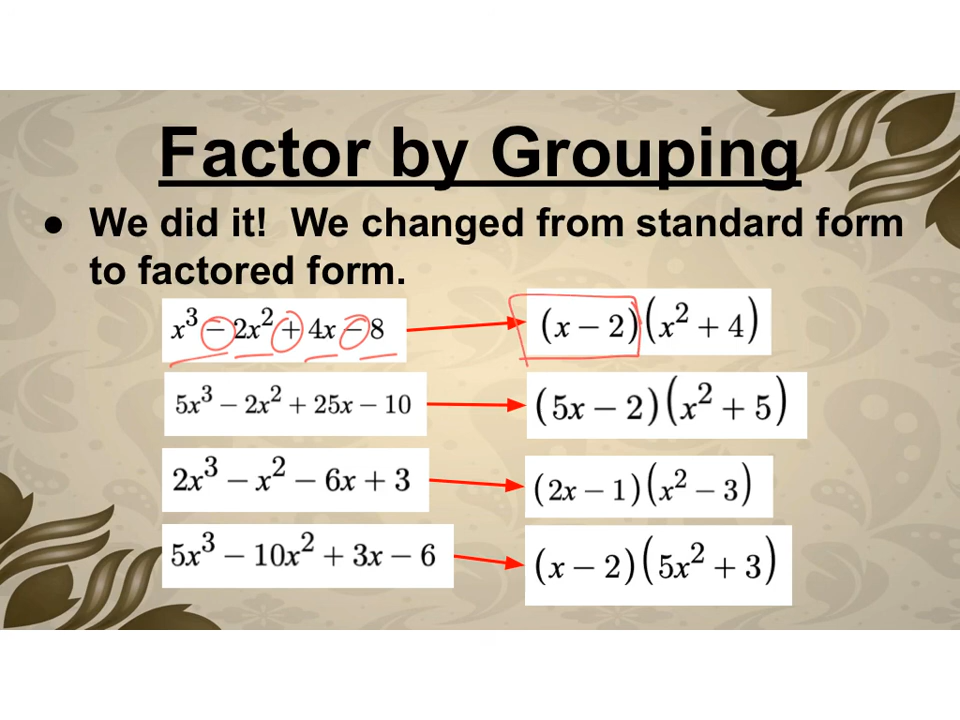 Factor by Grouping
● We did it! We changed from standard form
to factored form.
x³ − 2x² + 4x − 8 (x − 2)(x² + 4)
5x³ − 2x² + 25x − 10 (5x − 2)(x² + 5)
2x³ − x² − 6x + 3 (2x − 1)(x² − 3)
5x³ − 10x² + 3x − 6 (x − 2)(5x² + 3)